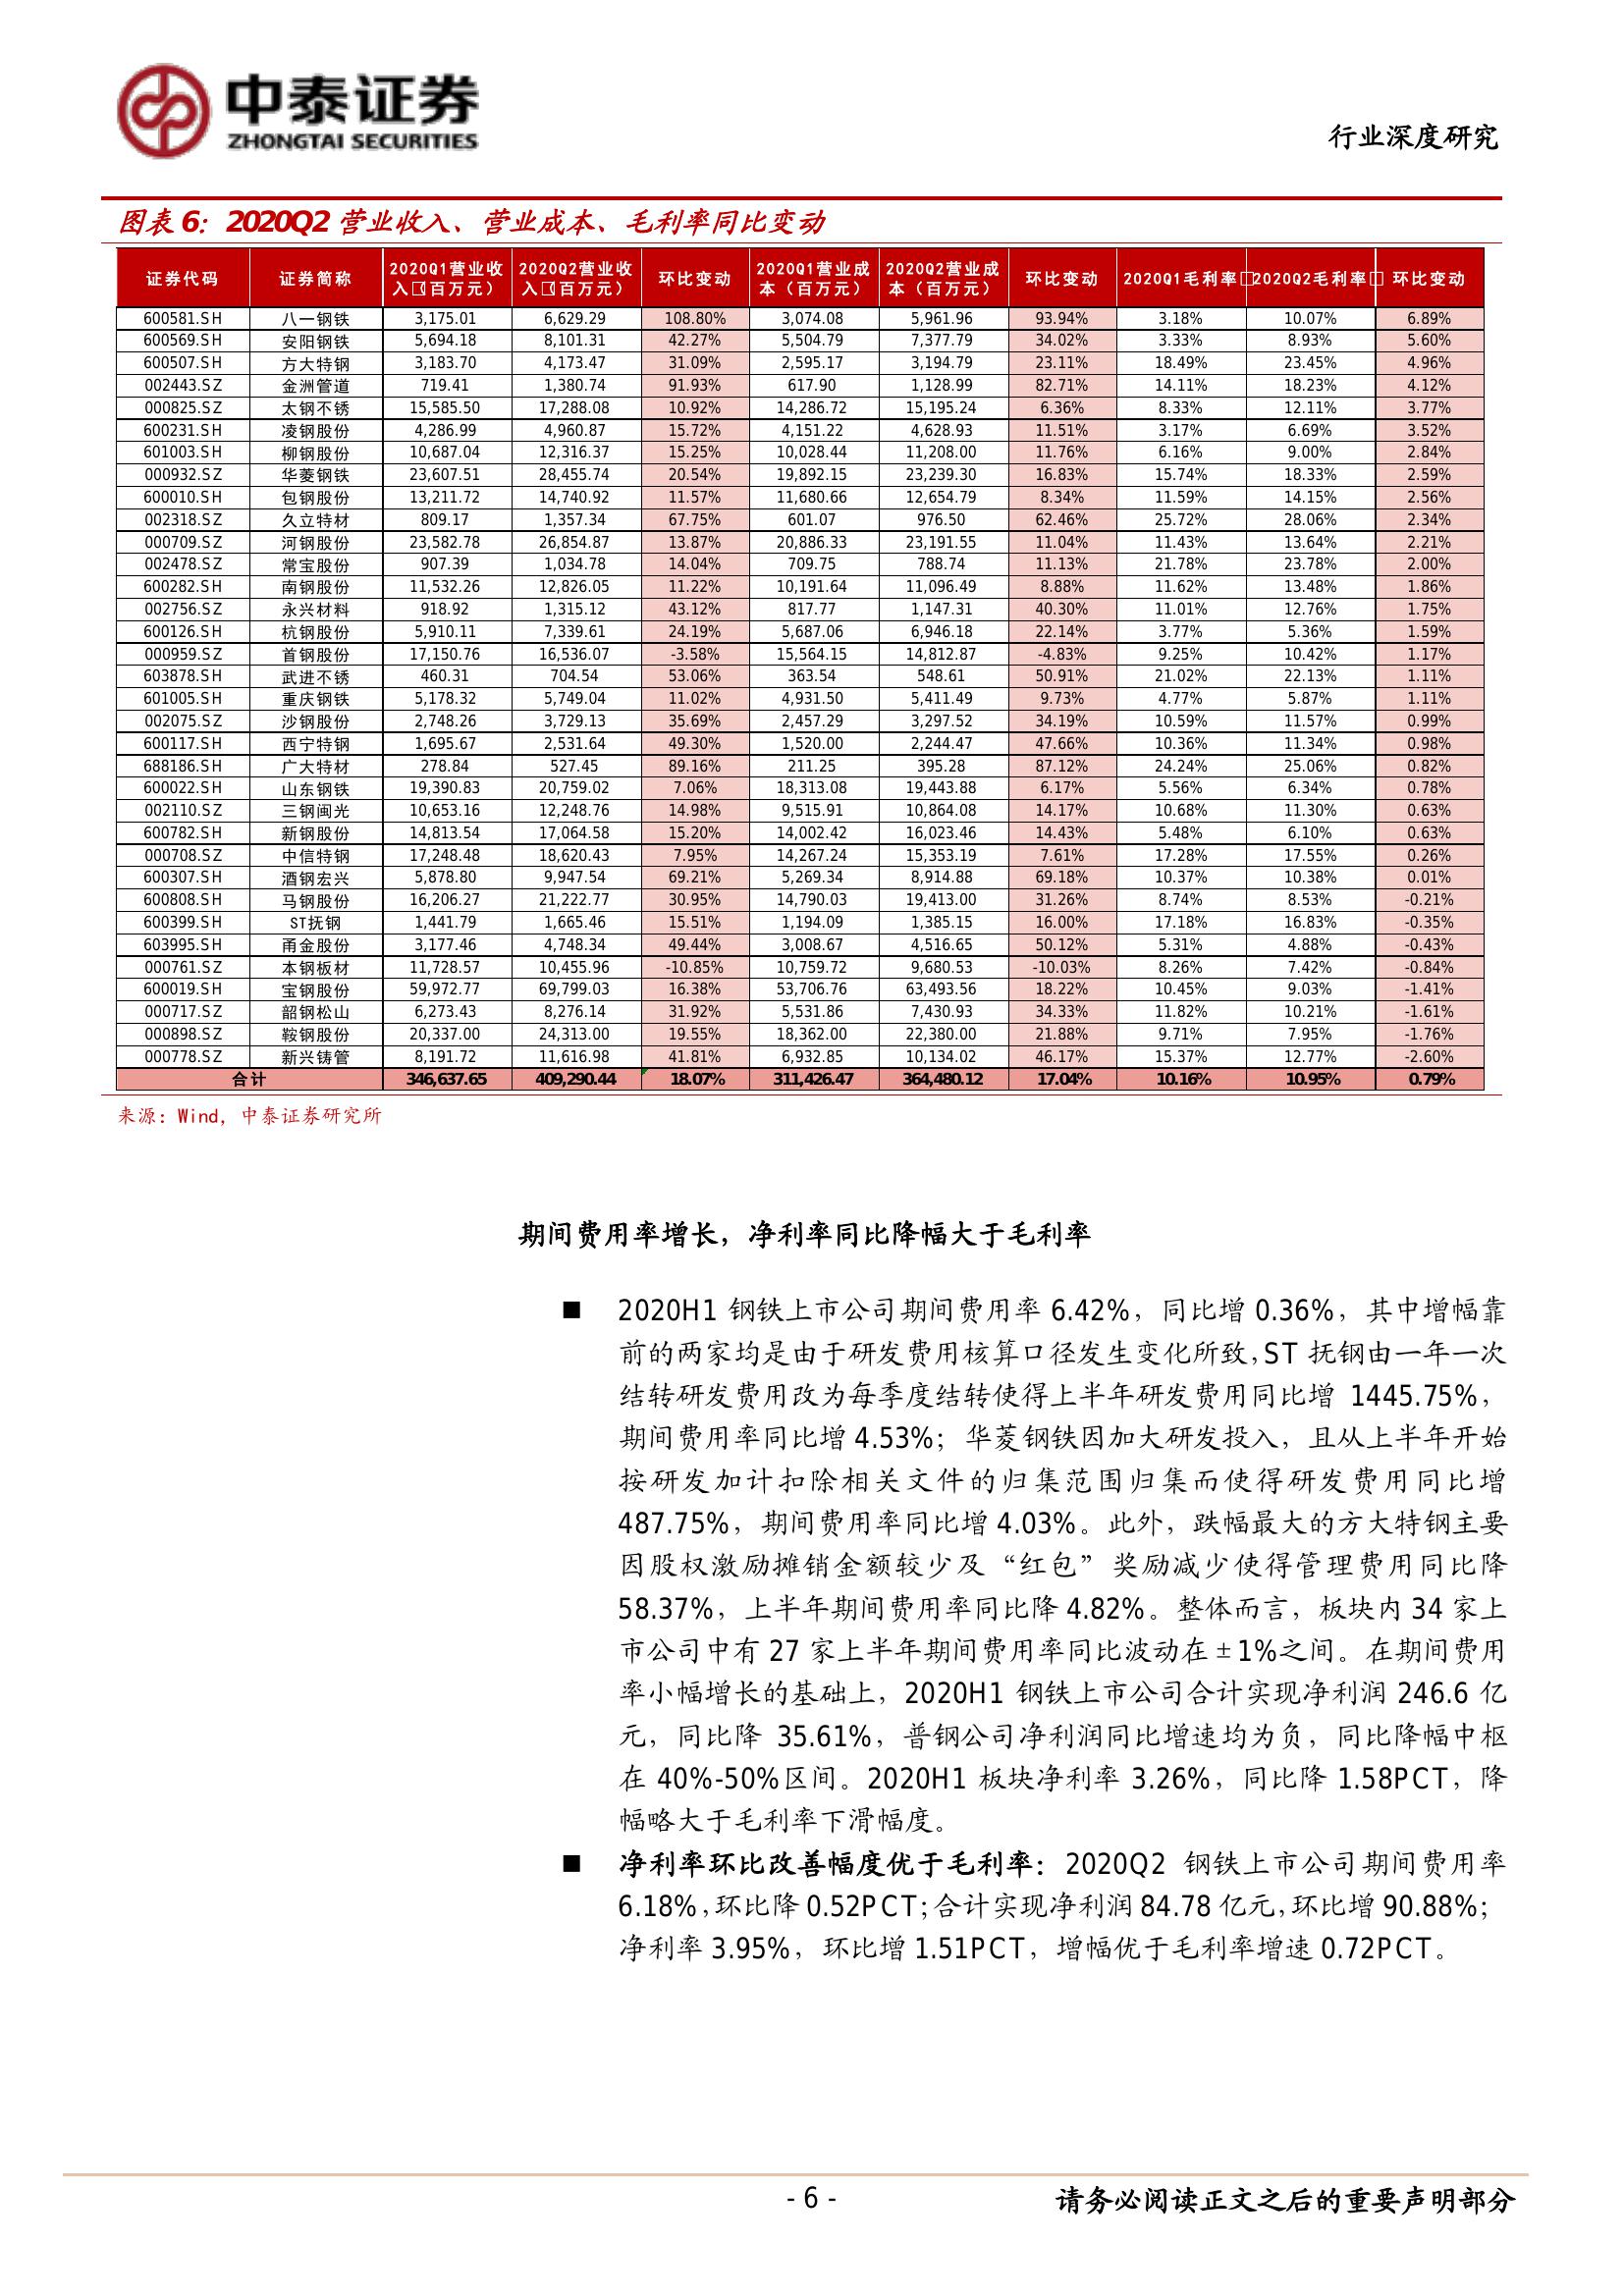 中泰证券
ZHONGTAI SECURITIES
行业深度研究
图表 6：2020Q2 营业收入、营业成本、毛利率同比变动
证券代码 证券简称 2020Q1营业收入（百万元） 2020Q2营业收入（百万元） 环比变动 2020Q1营业成本（百万元） 2020Q2营业成本（百万元） 环比变动 2020Q1毛利率 2020Q2毛利率 环比变动
600581.SH 八一钢铁 3,175.01 6,629.29 108.80% 3,074.08 5,961.96 93.94% 3.18% 10.07% 6.89%
600569.SH 安阳钢铁 5,694.18 8,101.31 42.27% 5,504.79 7,377.79 34.02% 3.33% 8.93% 5.60%
600507.SH 方大特钢 3,183.70 4,173.47 31.09% 2,595.17 3,194.79 23.11% 18.49% 23.45% 4.96%
002443.SZ 金洲管道 719.41 1,380.74 91.93% 617.90 1,128.99 82.71% 14.11% 18.23% 4.12%
000825.SZ 太钢不锈 15,585.50 17,288.08 10.92% 14,286.72 15,195.24 6.36% 8.33% 12.11% 3.77%
600231.SH 凌钢股份 4,286.99 4,960.87 15.72% 4,151.22 4,628.93 11.51% 3.17% 6.69% 3.52%
601003.SH 柳钢股份 10,687.04 12,316.37 15.25% 10,028.44 11,208.00 11.76% 6.16% 9.00% 2.84%
000932.SZ 华菱钢铁 23,607.51 28,455.74 20.54% 19,892.15 23,239.30 16.83% 15.74% 18.33% 2.59%
600010.SH 包钢股份 13,211.72 14,740.92 11.57% 11,680.66 12,654.79 8.34% 11.59% 14.15% 2.56%
002318.SZ 久立特材 809.17 1,357.34 67.75% 601.07 976.50 62.46% 25.72% 28.06% 2.34%
000709.SZ 河钢股份 23,582.78 26,854.87 13.87% 20,886.33 23,191.55 11.04% 11.43% 13.64% 2.21%
002478.SZ 常宝股份 907.39 1,034.78 14.04% 709.75 788.74 11.13% 21.78% 23.78% 2.00%
600282.SH 南钢股份 11,532.26 12,826.05 11.22% 10,191.64 11,096.49 8.88% 11.62% 13.48% 1.86%
002756.SZ 永兴材料 918.92 1,315.12 43.12% 817.77 1,147.31 40.30% 11.01% 12.76% 1.75%
600126.SH 杭钢股份 5,910.11 7,339.61 24.19% 5,687.06 6,946.18 22.14% 3.77% 5.36% 1.59%
000959.SZ 首钢股份 17,150.76 16,536.07 -3.58% 15,564.15 14,812.87 -4.83% 9.25% 10.42% 1.17%
603878.SH 武进不锈 460.31 704.54 53.06% 363.54 548.61 50.91% 21.02% 22.13% 1.11%
601005.SH 重庆钢铁 5,178.32 5,749.04 11.02% 4,931.50 5,411.49 9.73% 4.77% 5.87% 1.11%
002075.SZ 沙钢股份 2,748.26 3,729.13 35.69% 2,457.29 3,297.52 34.19% 10.59% 11.57% 0.99%
600117.SH 西宁特钢 1,695.67 2,531.64 49.30% 1,520.00 2,244.47 47.66% 10.36% 11.34% 0.98%
688186.SH 广大特材 278.84 527.45 89.16% 211.25 395.28 87.12% 24.24% 25.06% 0.82%
600022.SH 山东钢铁 19,390.83 20,759.02 7.06% 18,313.08 19,443.88 6.17% 5.56% 6.34% 0.78%
002110.SZ 三钢闽光 10,653.16 12,248.76 14.98% 9,515.91 10,864.08 14.17% 10.68% 11.30% 0.63%
600782.SH 新钢股份 14,813.54 17,064.58 15.20% 14,002.42 16,023.46 14.43% 5.48% 6.10% 0.63%
000708.SZ 中信特钢 17,248.48 18,620.43 7.95% 14,267.24 15,353.19 7.61% 17.28% 17.55% 0.26%
600307.SH 酒钢宏兴 5,878.80 9,947.54 69.21% 5,269.34 8,914.88 69.18% 10.37% 10.38% 0.01%
600808.SH 马钢股份 16,206.27 21,222.77 30.95% 14,790.03 19,413.00 31.26% 8.74% 8.53% -0.21%
600399.SH ST抚钢 1,441.79 1,665.46 15.51% 1,194.09 1,385.15 16.00% 17.18% 16.83% -0.35%
603995.SH 甬金股份 3,177.46 4,748.34 49.44% 3,008.67 4,516.65 50.12% 5.31% 4.88% -0.43%
000761.SZ 本钢板材 11,728.57 10,455.96 -10.85% 10,759.72 9,680.53 -10.03% 8.26% 7.42% -0.84%
600019.SH 宝钢股份 59,972.77 69,799.03 16.38% 53,706.76 63,493.56 18.22% 10.45% 9.03% -1.41%
000717.SZ 韶钢松山 6,273.43 8,276.14 31.92% 5,531.86 7,430.93 34.33% 11.82% 10.21% -1.61%
000898.SZ 鞍钢股份 20,337.00 24,313.00 19.55% 18,362.00 22,380.00 21.88% 9.71% 7.95% -1.76%
000778.SZ 新兴铸管 8,191.72 11,616.98 41.81% 6,932.85 10,134.02 46.17% 15.37% 12.77% -2.60%
合计 346,637.65 409,290.44 18.07% 311,426.47 364,480.12 17.04% 10.16% 10.95% 0.79%
来源：Wind，中泰证券研究所
期间费用率增长，净利率同比降幅大于毛利率
■ 2020H1 钢铁上市公司期间费用率 6.42%，同比增 0.36%，其中增幅靠
前的两家均是由于研发费用核算口径发生变化所致，ST 抚钢由一年一次
结转研发费用改为每季度结转使得上半年研发费用同比增 1445.75%，
期间费用率同比增 4.53%；华菱钢铁因加大研发投入，且从上半年开始
按研发加计扣除相关文件的归集范围归集而使得研发费用同比增
487.75%，期间费用率同比增 4.03%。此外，跌幅最大的方大特钢主要
因股权激励摊销金额较少及“红包”奖励减少使得管理费用同比降
58.37%，上半年期间费用率同比降 4.82%。整体而言，板块内 34 家上
市公司中有 27 家上半年期间费用率同比波动在±1%之间。在期间费用
率小幅增长的基础上，2020H1 钢铁上市公司合计实现净利润 246.6 亿
元，同比降 35.61%，普钢公司净利润同比增速均为负，同比降幅中枢
在 40%-50%区间。2020H1 板块净利率 3.26%，同比降 1.58PCT，降
幅略大于毛利率下滑幅度。
■ 净利率环比改善幅度优于毛利率：2020Q2 钢铁上市公司期间费用率
6.18%，环比降 0.52PCT；合计实现净利润 84.78 亿元，环比增 90.88%；
净利率 3.95%，环比增 1.51PCT，增幅优于毛利率增速 0.72PCT。
- 6 -
请务必阅读正文之后的重要声明部分